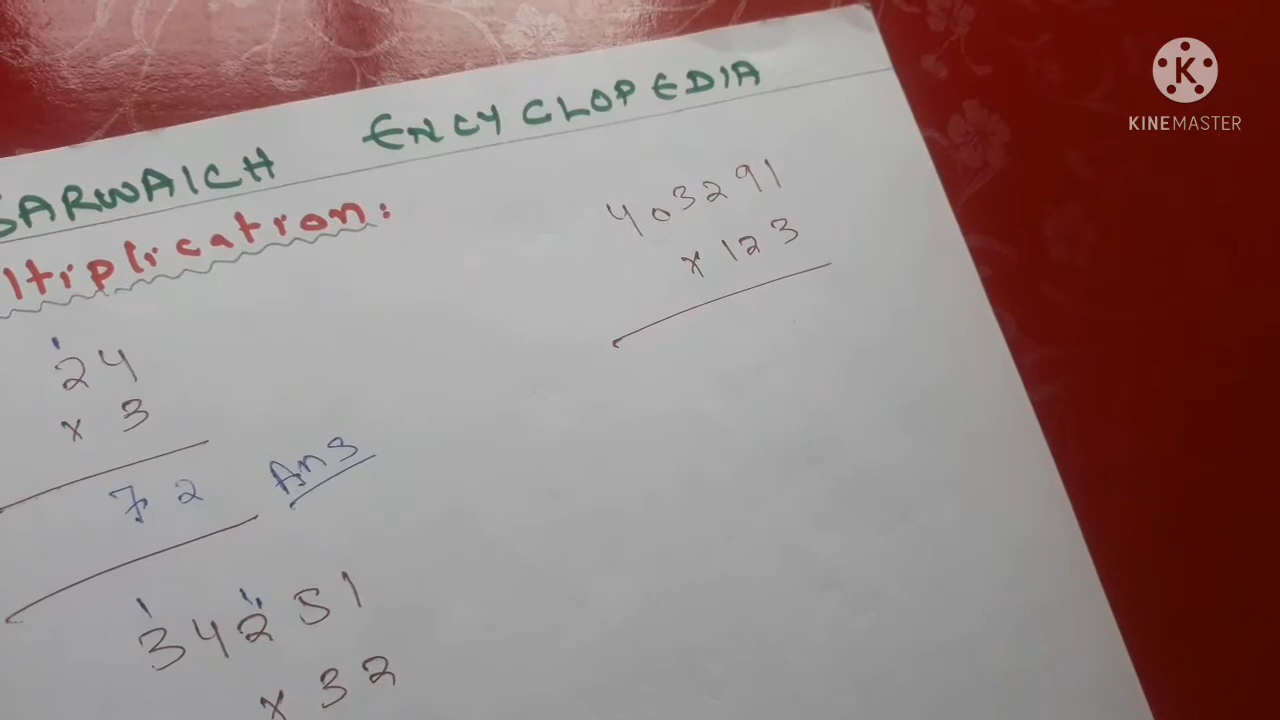 SARWAICH ENCYCLOPEDIA
ltiplication:
24
x 3
72 Ans
34251
x 32
403291
x 123
K
KINEMASTER